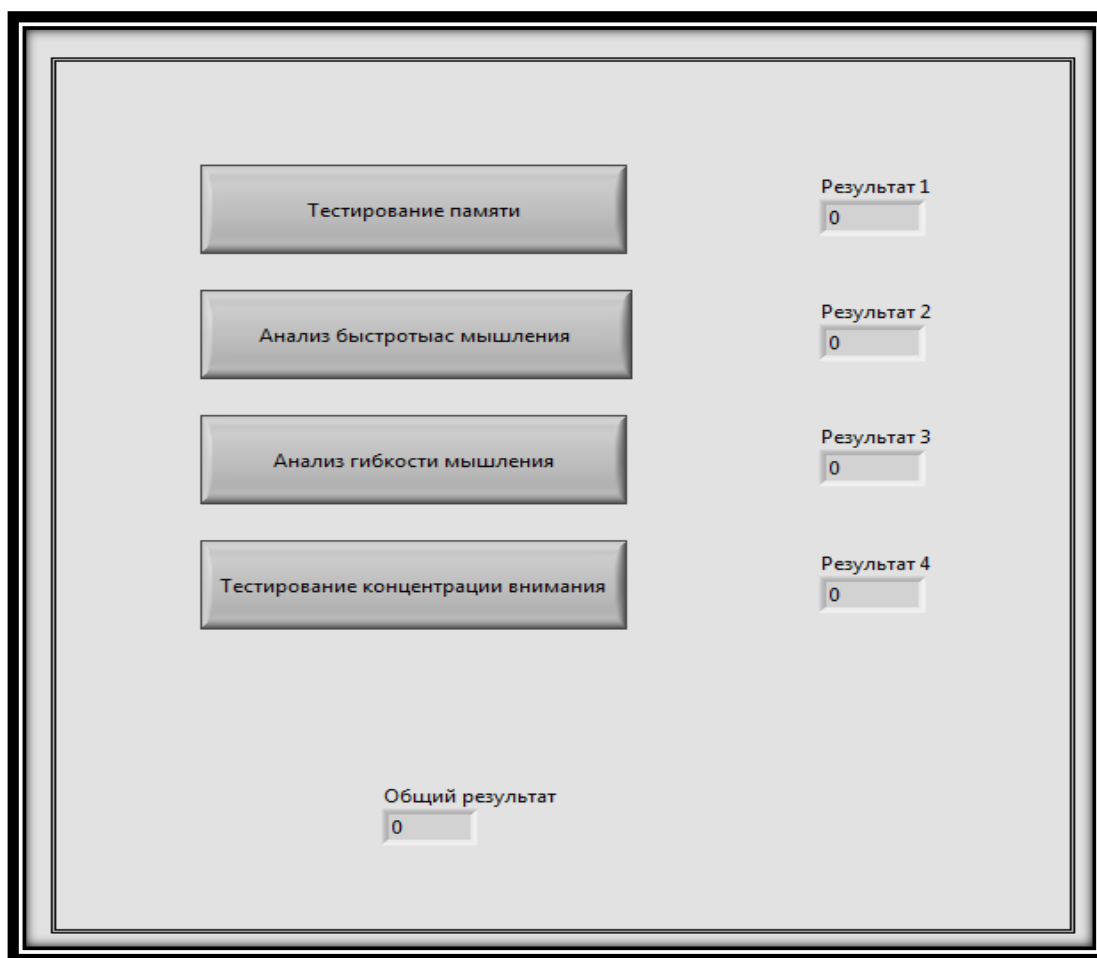 Тестирование памяти
Результат 1
0
Анализ быстротыас мышления
Результат 2
0
Анализ гибкости мышления
Результат 3
0
Тестирование концентрации внимания
Результат 4
0
Общий результат
0